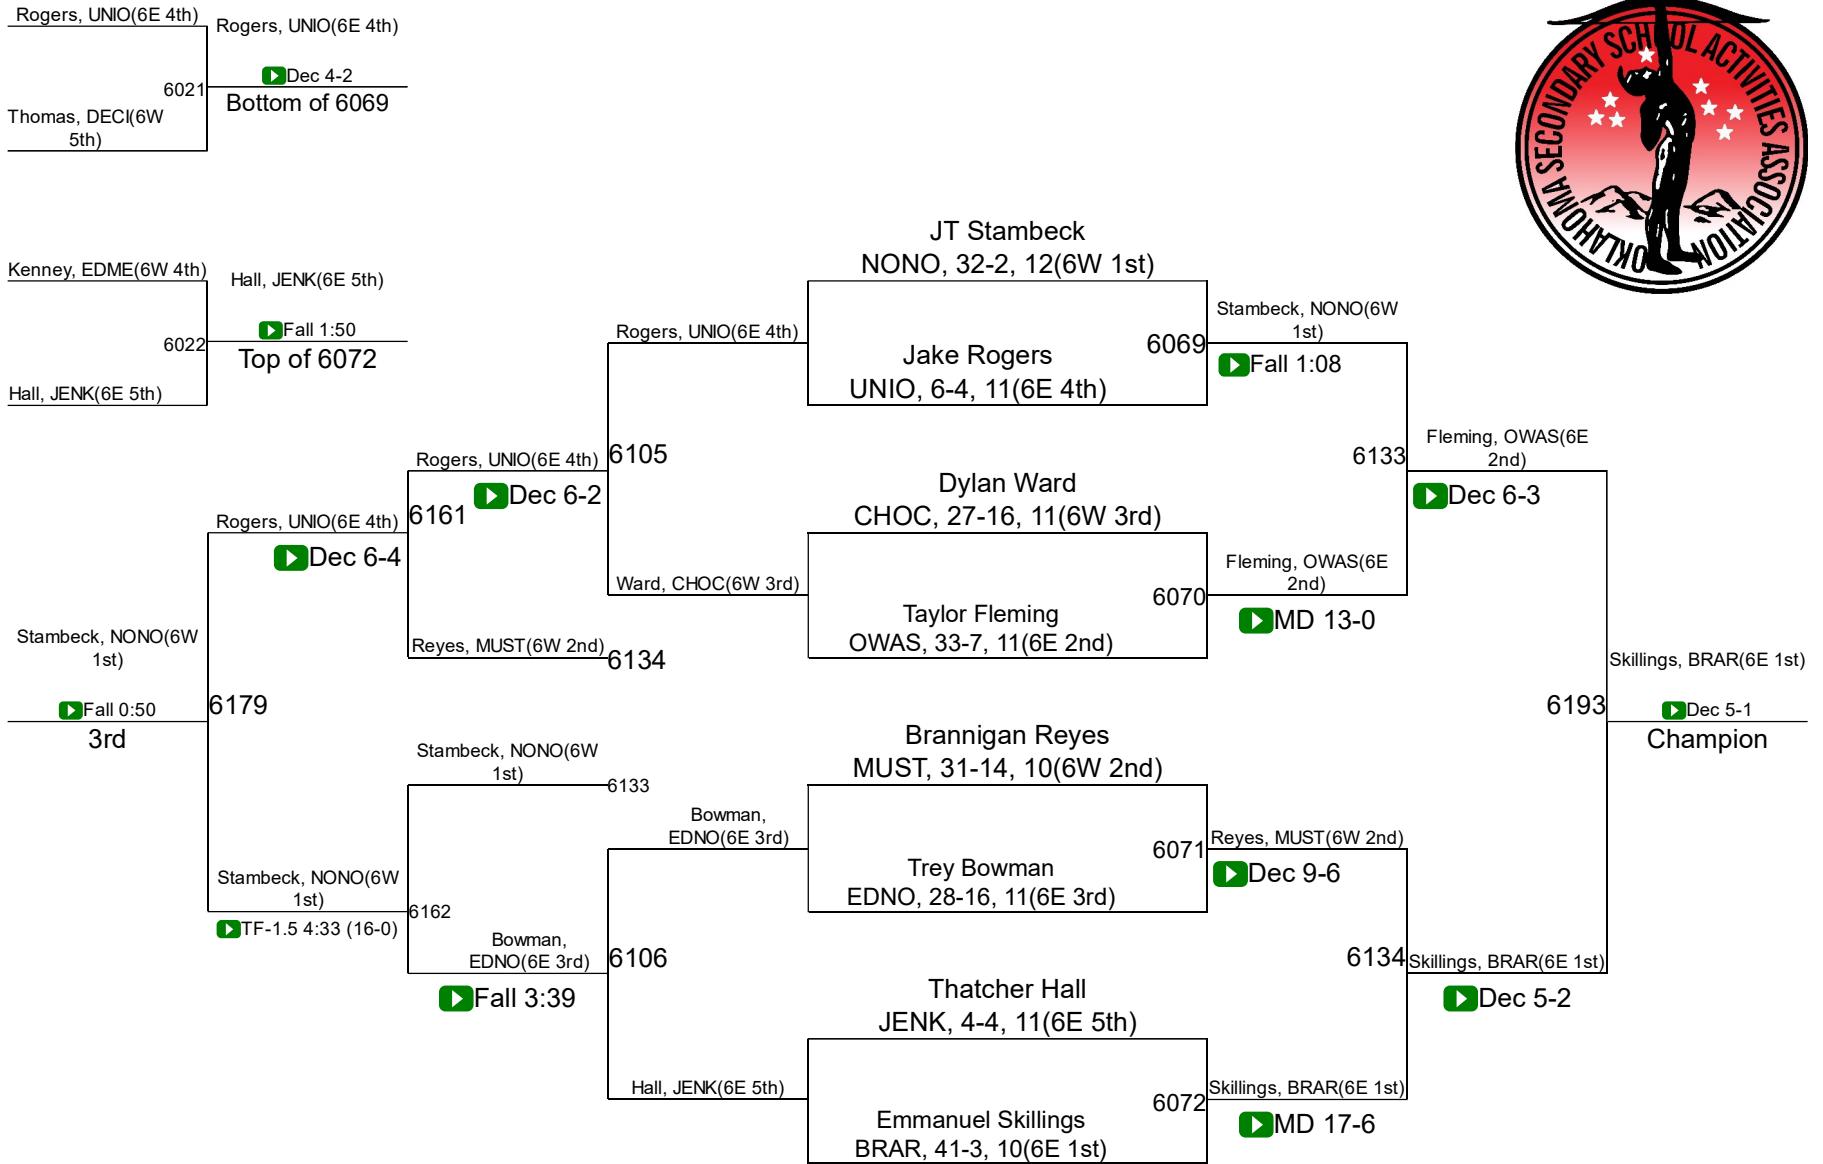 Rogers, UNIO(6E 4th)
Rogers, UNIO(6E 4th)
Dec 4-2
6021
Bottom of 6069
Thomas, DECI(6W
5th)
OKLAHOMA SECONDARY SCHOOL ACTIVITIES ASSOCIATION
Kenney, EDME(6W 4th)
Hall, JENK(6E 5th)
Fall 1:50
6022
Top of 6072
Hall, JENK(6E 5th)
JT Stambeck
NONO, 32-2, 12(6W 1st)
Rogers, UNIO(6E 4th)
Jake Rogers
UNIO, 6-4, 11(6E 4th)
6069
Stambeck, NONO(6W
1st)
Fall 1:08
Rogers, UNIO(6E 4th)
6105
Dec 6-2
Dylan Ward
CHOC, 27-16, 11(6W 3rd)
6133
Fleming, OWAS(6E
2nd)
Dec 6-3
Rogers, UNIO(6E 4th)
6161
Dec 6-4
Ward, CHOC(6W 3rd)
Taylor Fleming
OWAS, 33-7, 11(6E 2nd)
6070
Fleming, OWAS(6E
2nd)
MD 13-0
Reyes, MUST(6W 2nd)
6134
Stambeck, NONO(6W
1st)
Fall 0:50
3rd
6179
Skillings, BRAR(6E 1st)
6193
Dec 5-1
Champion
Stambeck, NONO(6W
1st)
6133
Brannigan Reyes
MUST, 31-14, 10(6W 2nd)
Bowman,
EDNO(6E 3rd)
Trey Bowman
EDNO, 28-16, 11(6E 3rd)
6071
Reyes, MUST(6W 2nd)
Dec 9-6
Stambeck, NONO(6W
1st)
6162
TF-1.5 4:33 (16-0)
Bowman,
EDNO(6E 3rd)
6106
Fall 3:39
6134
Skillings, BRAR(6E 1st)
Dec 5-2
Thatcher Hall
JENK, 4-4, 11(6E 5th)
Hall, JENK(6E 5th)
Emmanuel Skillings
BRAR, 41-3, 10(6E 1st)
6072
Skillings, BRAR(6E 1st)
MD 17-6